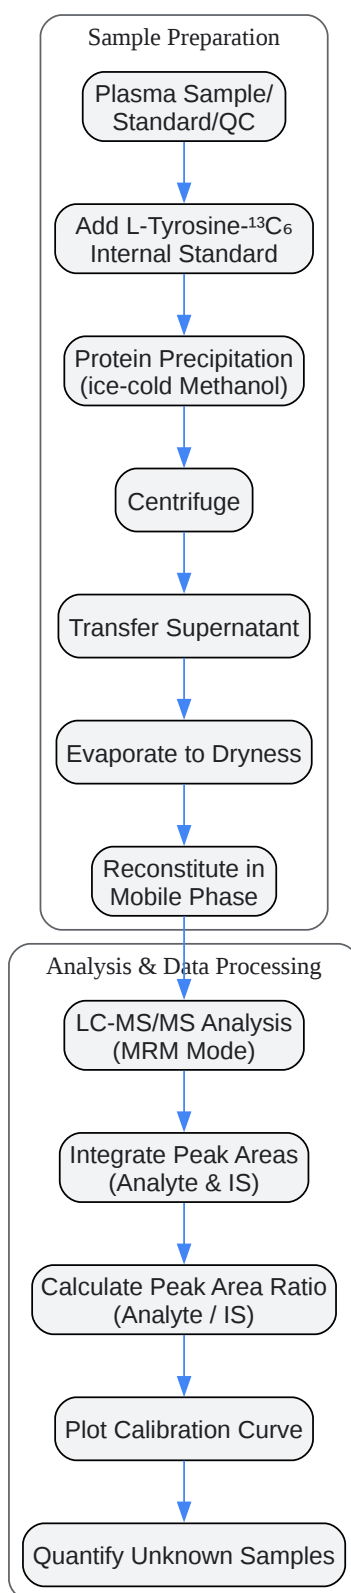 Sample Preparation
Plasma Sample/
Standard/QC
Add L-Tyrosine-¹³C₆
Internal Standard
Protein Precipitation
(ice-cold Methanol)
Centrifuge
Transfer Supernatant
Evaporate to Dryness
Reconstitute in
Mobile Phase
Analysis & Data Processing
LC-MS/MS Analysis
(MRM Mode)
Integrate Peak Areas
(Analyte & IS)
Calculate Peak Area Ratio
(Analyte / IS)
Plot Calibration Curve
Quantify Unknown Samples